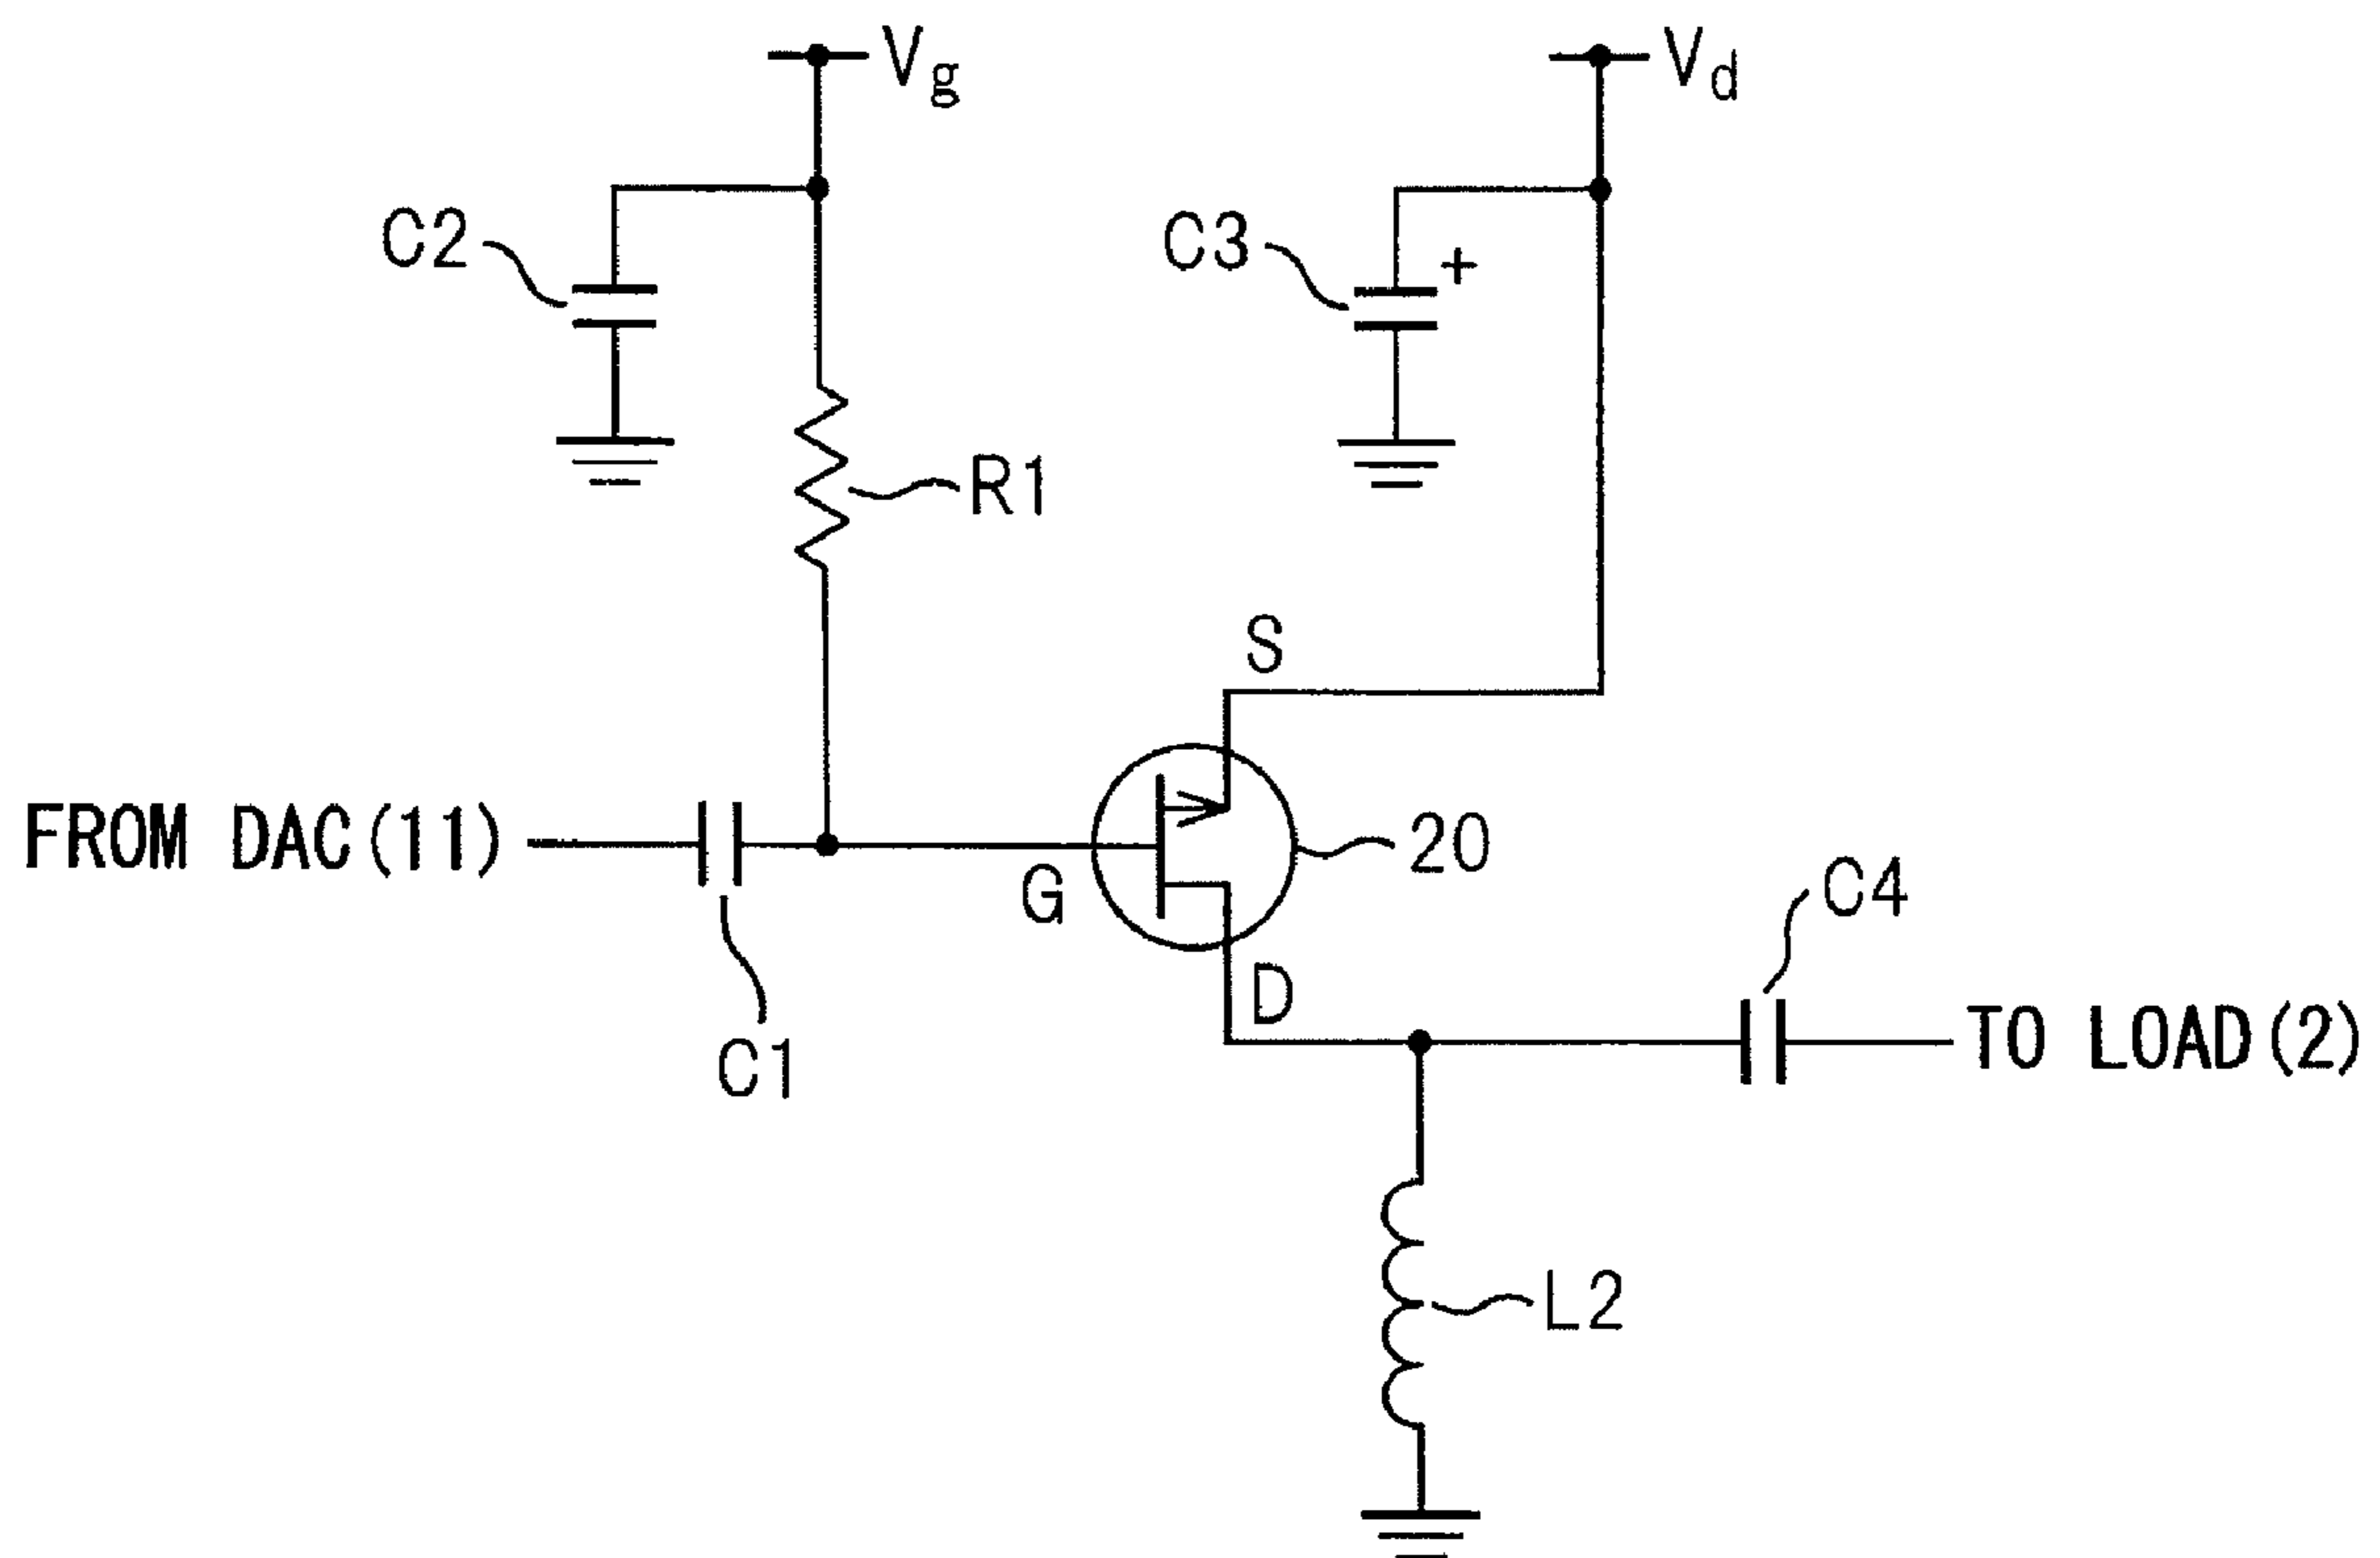 Vg
Vd
C2
C3
+
R1
S
FROM DAC(11)
G
20
C4
D
C1
TO LOAD(2)
L2